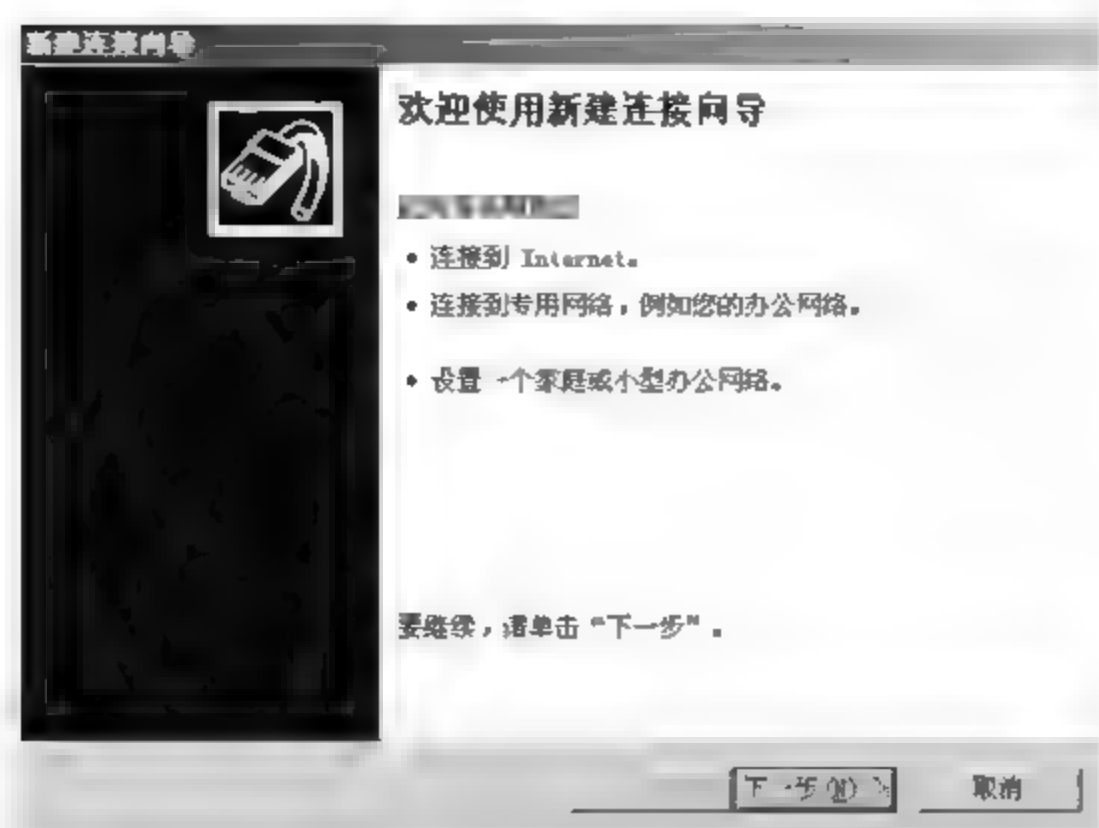 新建连接向导
欢迎使用新建连接向导
• 连接到 Internet。
• 连接到专用网络，例如您的办公网络。
• 设置一个家庭或小型办公网络。
要继续，请单击“下一步”。
下一步(N) >
取消